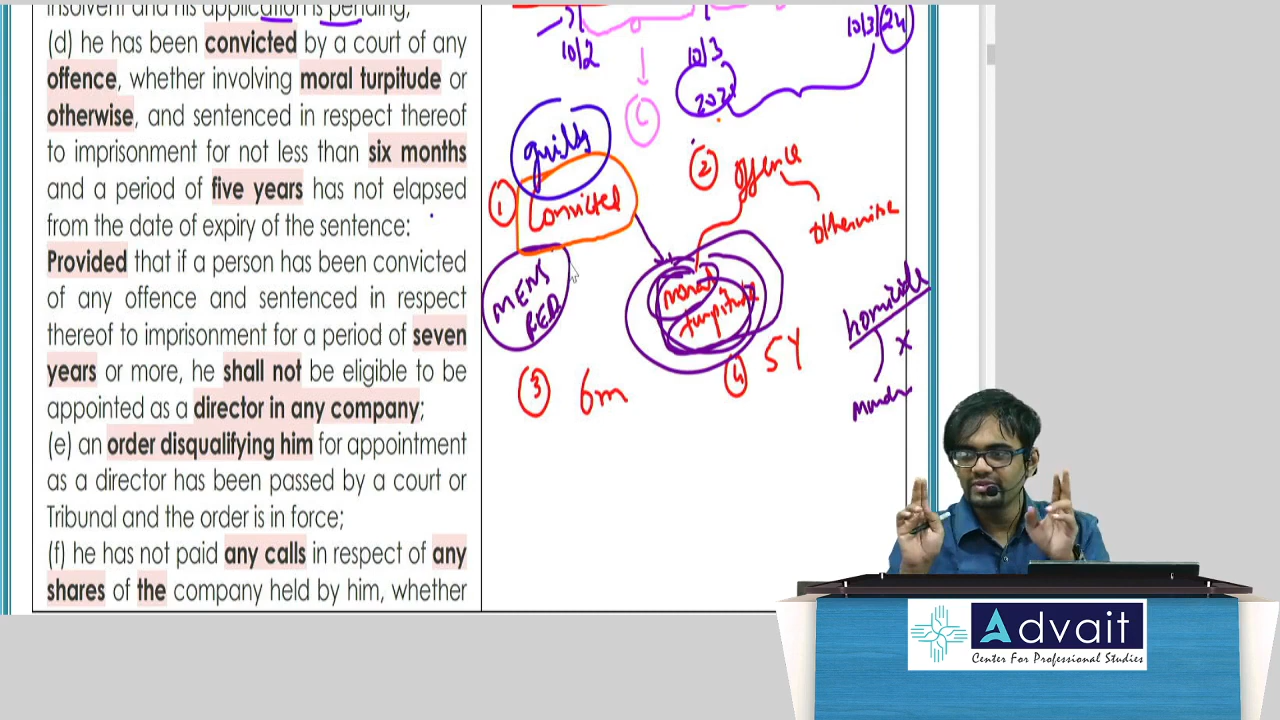 insolvent and his application is pending;
(d) he has been convicted by a court of any
offence, whether involving moral turpitude or
otherwise, and sentenced in respect thereof
to imprisonment for not less than six months
and a period of five years has not elapsed
from the date of expiry of the sentence:
Provided that if a person has been convicted
of any offence and sentenced in respect
thereof to imprisonment for a period of seven
years or more, he shall not be eligible to be
appointed as a director in any company;
(e) an order disqualifying him for appointment
as a director has been passed by a court or
Tribunal and the order is in force;
(f) he has not paid any calls in respect of any
shares of the company held by him, whether
10/2
10/3
10/3/24
C
guilty
1 Convicted
MENS
REA
2 offence
otherwise
moral
turpitude
3 6m
4 5Y
homicide
x
Advait
Center For Professional Studies